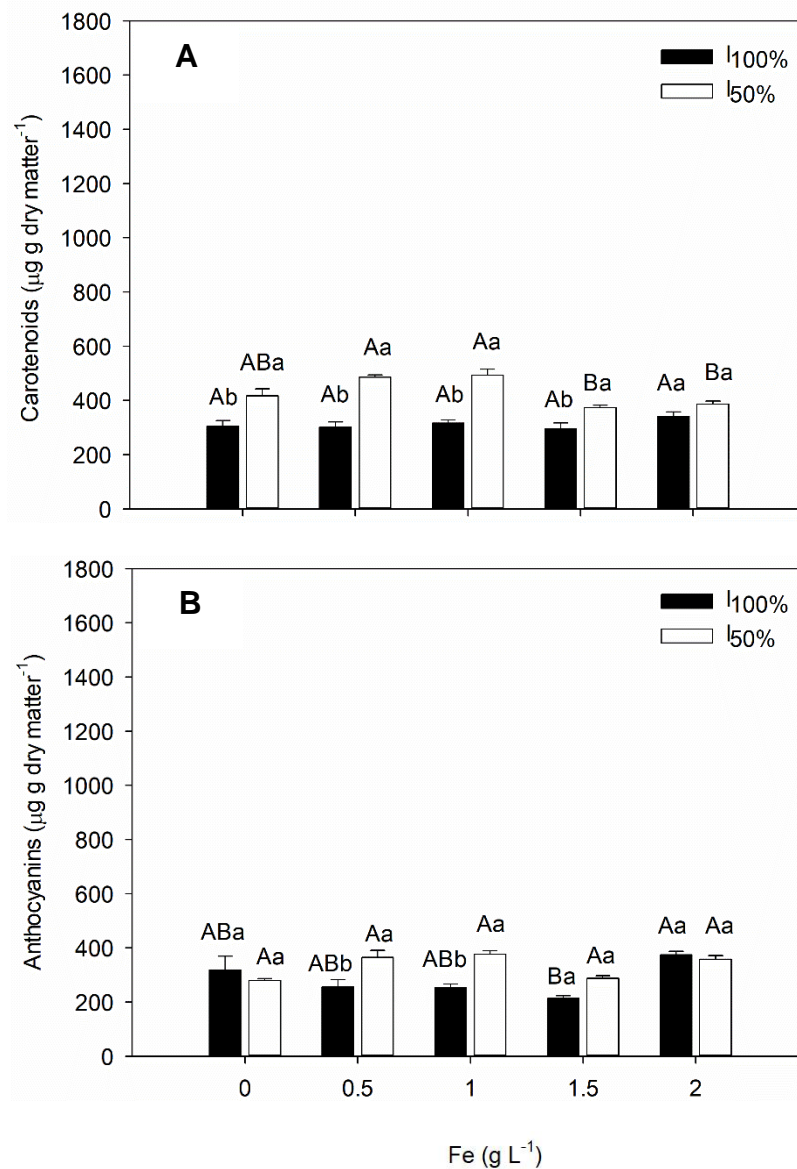 A
I100%
I50%
Carotenoids (µg g dry matter-1)
1800
1600
1400
1200
1000
800
600
400
200
0
Ab
ABa
Ab
Aa
Ab
Aa
Ab
Ba
Aa
Ba
B
I100%
I50%
Anthocyanins (µg g dry matter-1)
1800
1600
1400
1200
1000
800
600
400
200
0
ABa
Aa
ABb
Aa
ABb
Aa
Ba
Aa
Aa
Aa
0 0.5 1 1.5 2
Fe (g L-1)